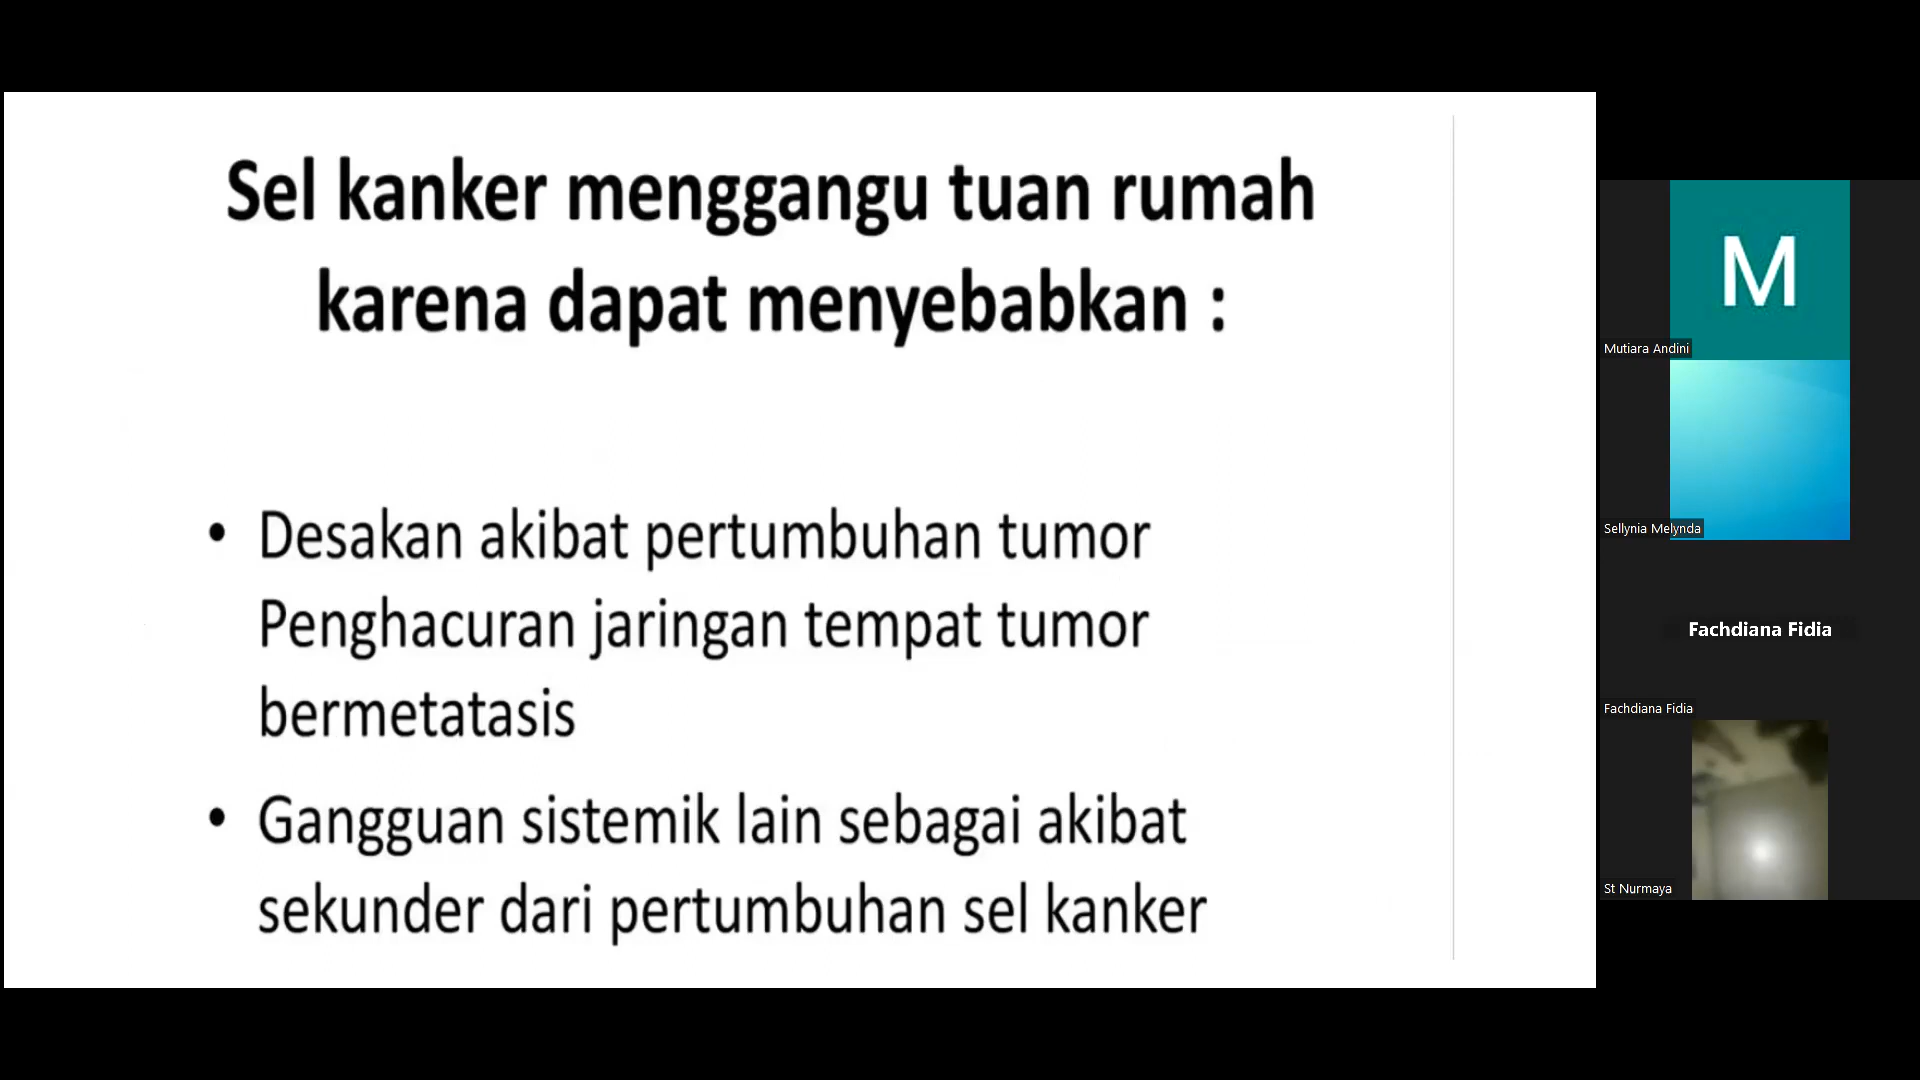 Sel kanker menggangu tuan rumah
karena dapat menyebabkan :
• Desakan akibat pertumbuhan tumor
Penghacuran jaringan tempat tumor
bermetatasis
• Gangguan sistemik lain sebagai akibat
sekunder dari pertumbuhan sel kanker
M
Mutiara Andini
Sellynia Melynda
Fachdiana Fidia
Fachdiana Fidia
St Nurmaya